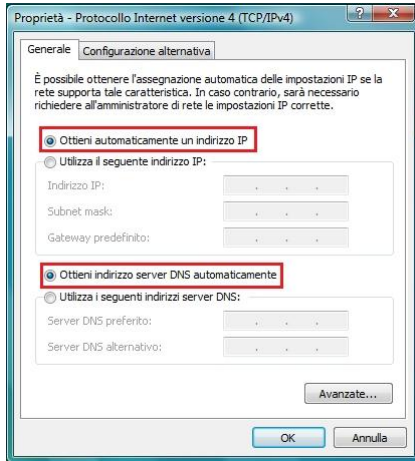 Proprietà - Protocollo Internet versione 4 (TCP/IPv4)
Generale Configurazione alternativa
È possibile ottenere l'assegnazione automatica delle impostazioni IP se la
rete supporta tale caratteristica. In caso contrario, sarà necessario
richiedere all'amministratore di rete le impostazioni IP corrette.
Ottieni automaticamente un indirizzo IP
Utilizza il seguente indirizzo IP:
Indirizzo IP:
Subnet mask:
Gateway predefinito:
Ottieni indirizzo server DNS automaticamente
Utilizza i seguenti indirizzi server DNS:
Server DNS preferito:
Server DNS alternativo:
Avanzate...
OK Annulla